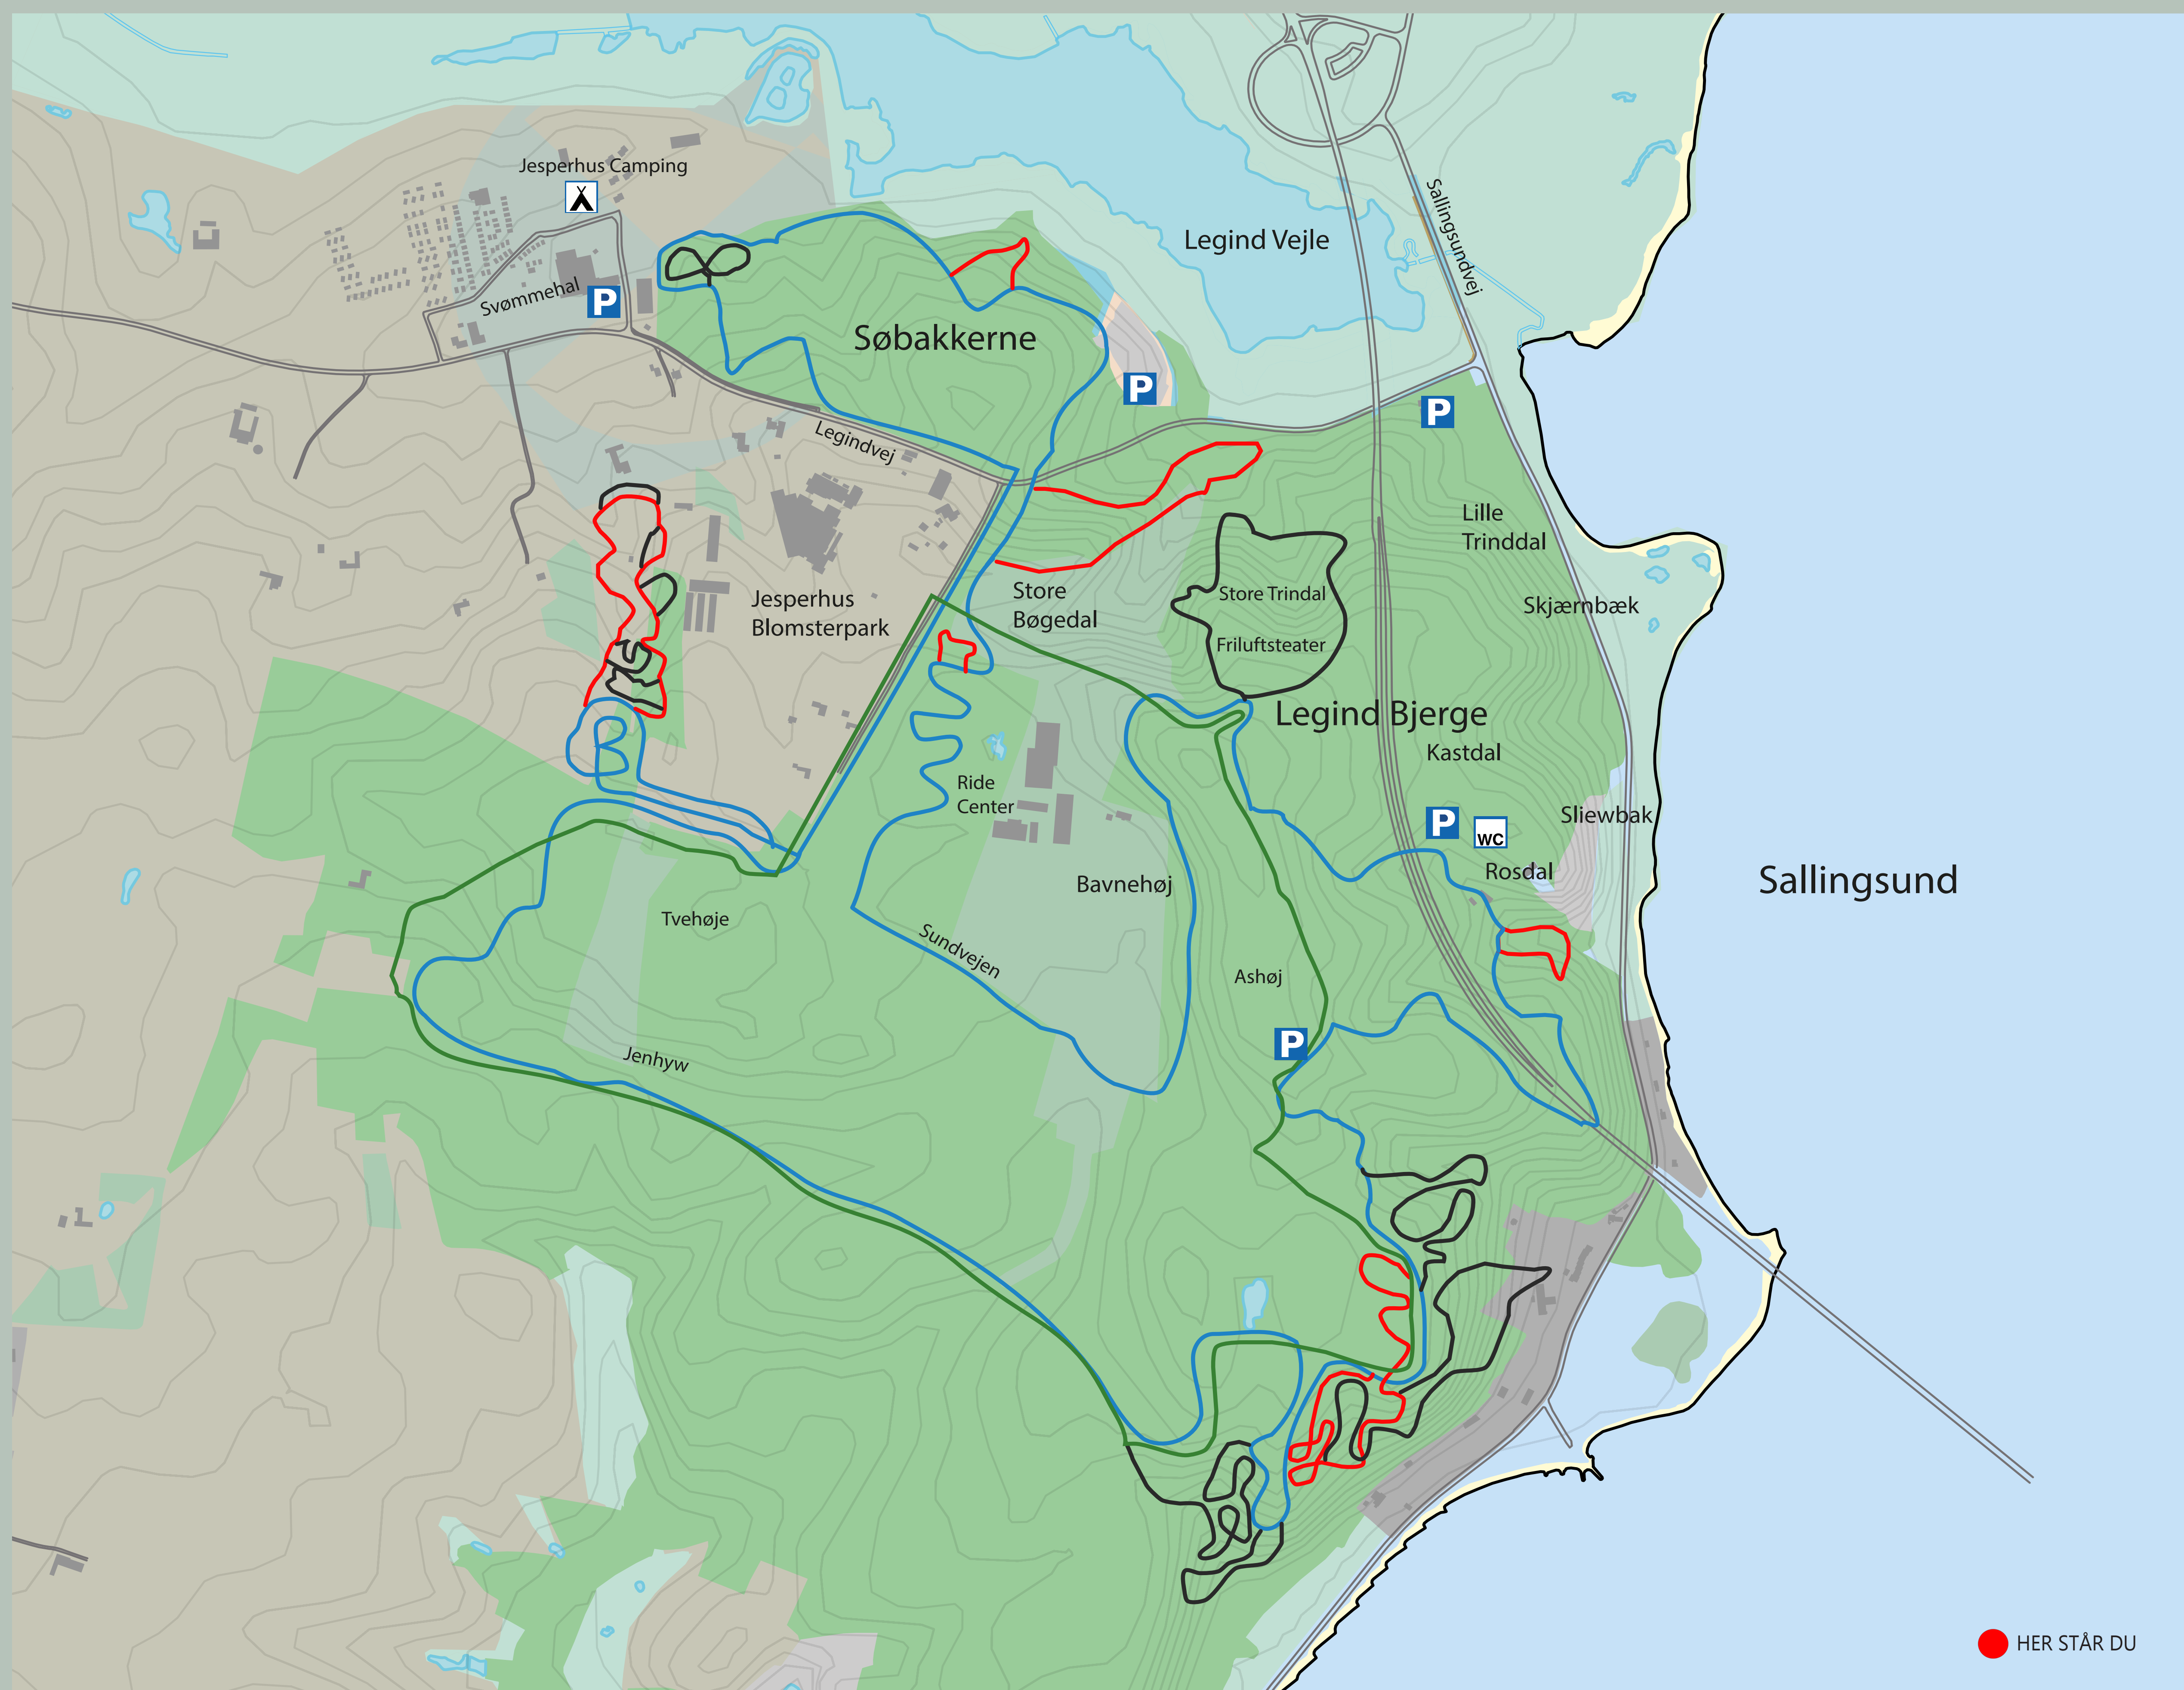 Jesperhus Camping
Sallingsundvej
Legind Vejle
Svømmehal
P
Søbakkerne
P
P
Legindvej
Lille
Trinddal
Store
Bøgedal
Store Trindal
Skjærnbæk
Jesperhus
Blomsterpark
Friluftsteater
Legind Bjerge
Kastdal
Ride
Center
P
WC
Sliewbak
Rosdal
Sallingsund
Bavnehøj
Tvehøje
Sundvejen
Ashøj
P
Jenhyw
HER STÅR DU